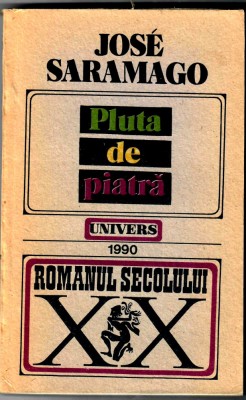 JOSÉ
SARAMAGO
Pluta
de
piatră
UNIVERS
1990
ROMANUL SECOLULUI
XX